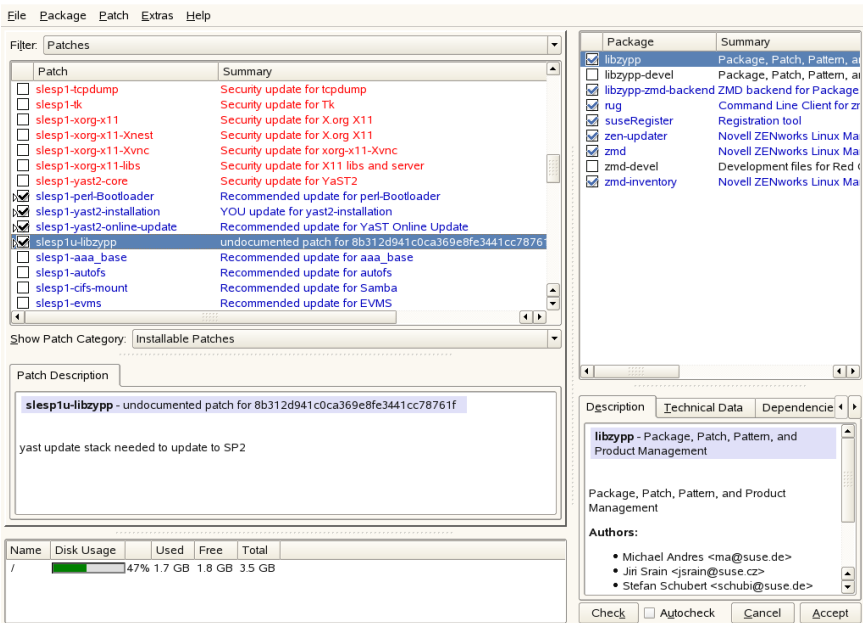 File Package Patch Extras Help
Filter: Patches
Patch Summary
slesp1-tcpdump Security update for tcpdump
slesp1-tk Security update for Tk
slesp1-xorg-x11 Security update for X.org X11
slesp1-xorg-x11-Xnest Security update for X.org X11
slesp1-xorg-x11-Xvnc Security update for xorg-x11-Xvnc
slesp1-xorg-x11-libs Security update for X11 libs and server
slesp1-yast2-core Security update for YaST2
slesp1-perl-Bootloader Recommended update for perl-Bootloader
slesp1-yast2-installation YOU update for yast2-installation
slesp1-yast2-online-update Recommended update for YaST Online Update
slesp1u-libzypp undocumented patch for 8b312d941c0ca369e8fe3441cc78761
slesp1-aaa_base Recommended update for aaa_base
slesp1-autofs Recommended update for autofs
slesp1-cifs-mount Recommended update for Samba
slesp1-evms Recommended update for EVMS
Show Patch Category: Installable Patches
Patch Description
slesp1u-libzypp - undocumented patch for 8b312d941c0ca369e8fe3441cc78761f
yast update stack needed to update to SP2
Name Disk Usage Used Free Total
/ 47% 1.7 GB 1.8 GB 3.5 GB
Package Summary
libzypp Package, Patch, Pattern, a
libzypp-devel Package, Patch, Pattern, a
libzypp-zmd-backend ZMD backend for Package
rug Command Line Client for z
suseRegister Registration tool
zen-updater Novell ZENworks Linux Ma
zmd Novell ZENworks Linux Ma
zmd-devel Development files for Red
zmd-inventory Novell ZENworks Linux Ma
Description Technical Data Dependencie
libzypp - Package, Patch, Pattern, and
Product Management
Package, Patch, Pattern, and Product
Management
Authors:
• Michael Andres <ma@suse.de>
• Jiri Srain <jsrain@suse.cz>
• Stefan Schubert <schubi@suse.de>
Check Autocheck Cancel Accept